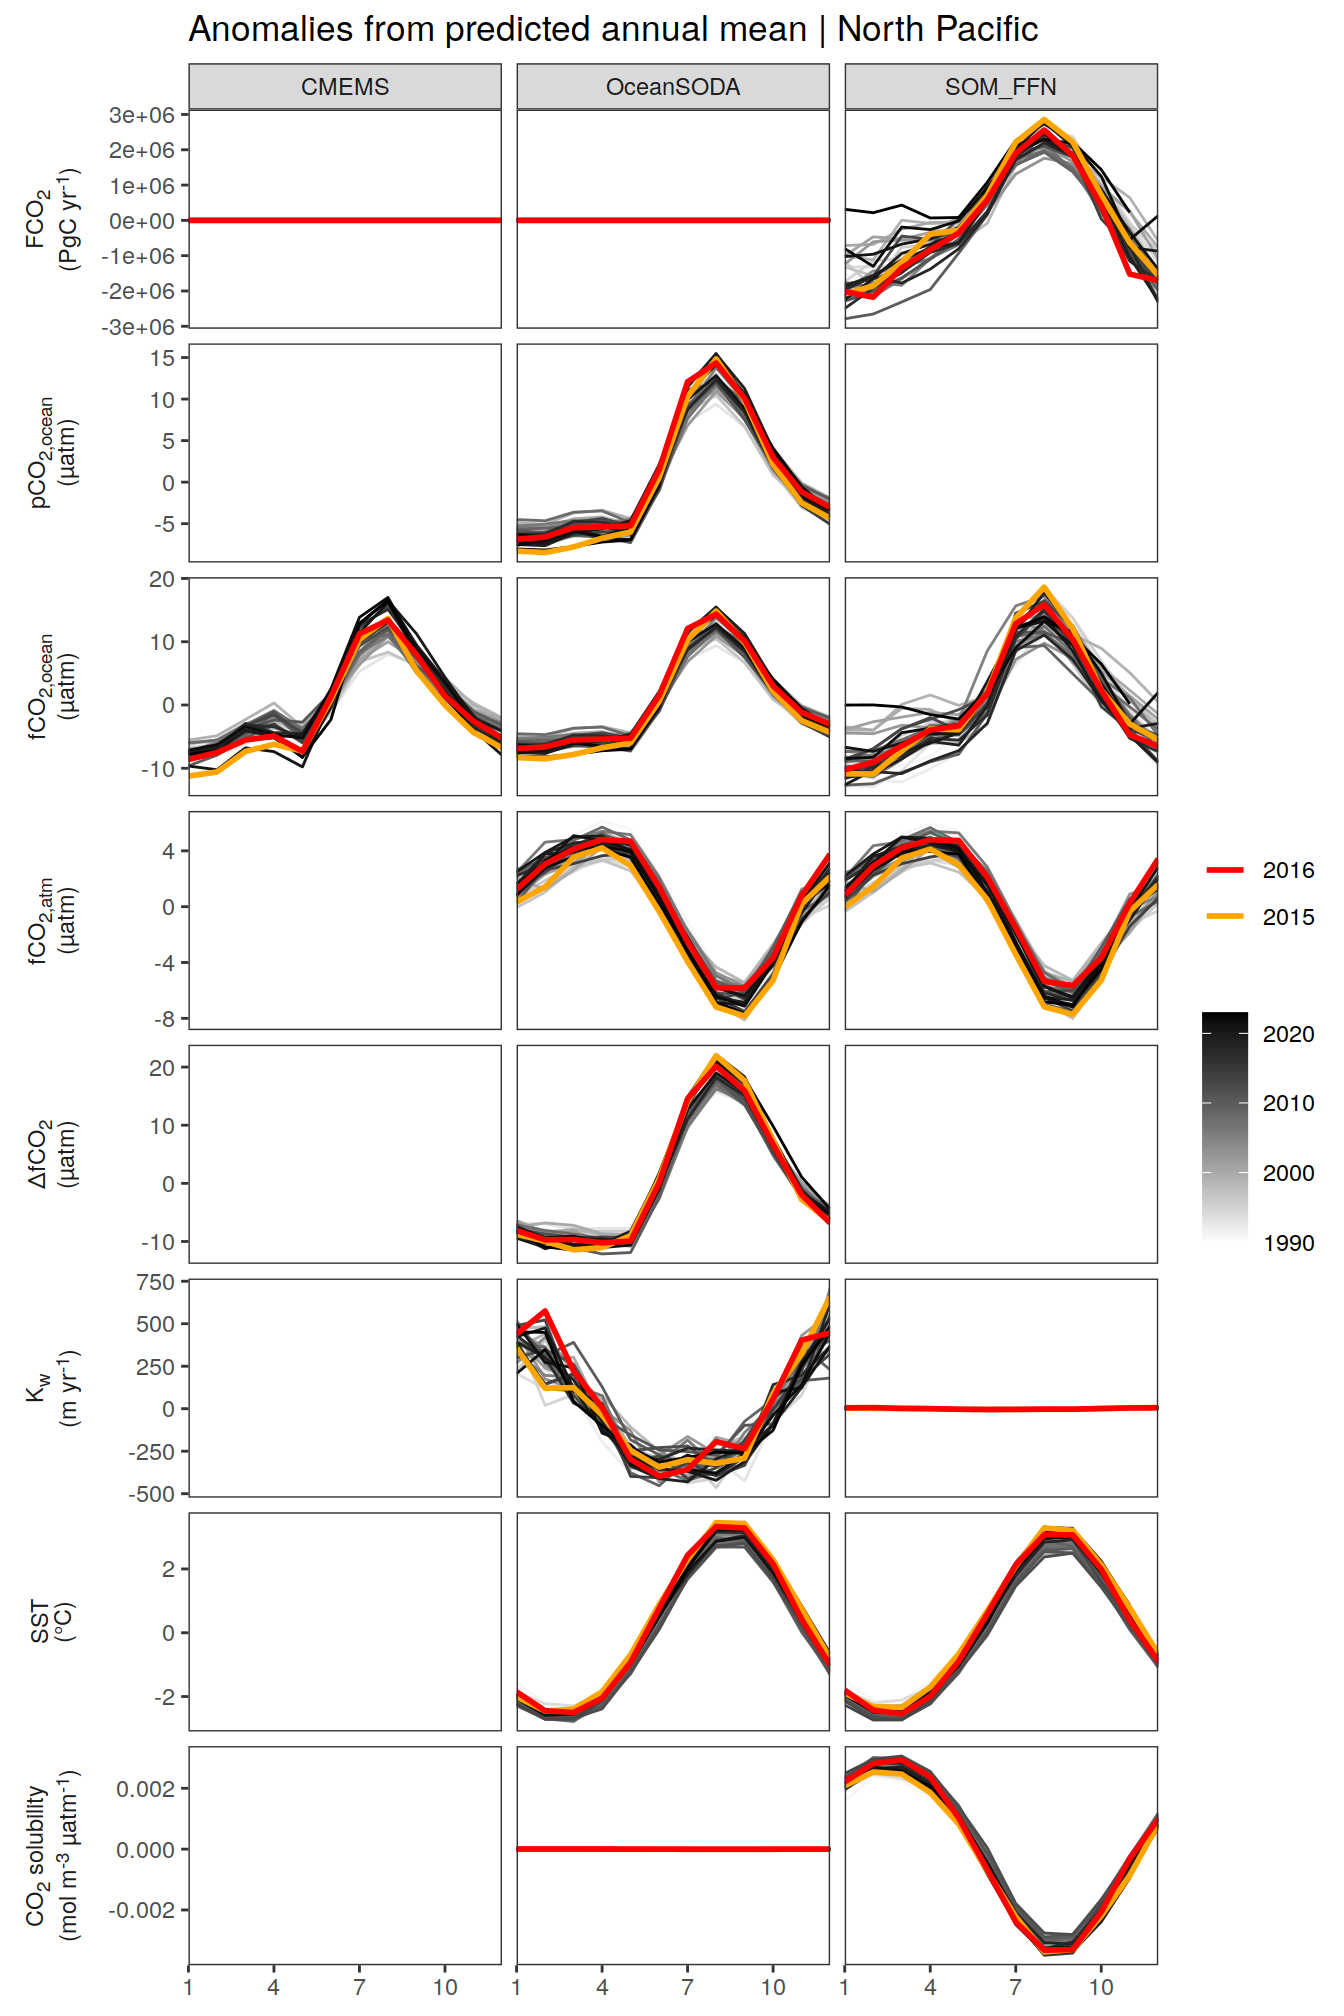 Anomalies from predicted annual mean | North Pacific
CMEMS OceanSODA SOM_FFN
FCO2
(PgC yr-1)
3e+06
2e+06
1e+06
0e+00
-1e+06
-2e+06
-3e+06
pCO2,ocean
(µatm)
15
10
5
0
-5
fCO2,ocean
(µatm)
20
10
0
-10
fCO2,atm
(µatm)
4
0
-4
-8
ΔfCO2
(µatm)
20
10
0
-10
Kw
(m yr-1)
750
500
250
0
-250
-500
SST
(°C)
2
0
-2
CO2 solubility
(mol m-3 µatm-1)
0.002
0.000
-0.002
1 4 7 10 1 4 7 10 1 4 7 10
2016
2015
2020
2010
2000
1990